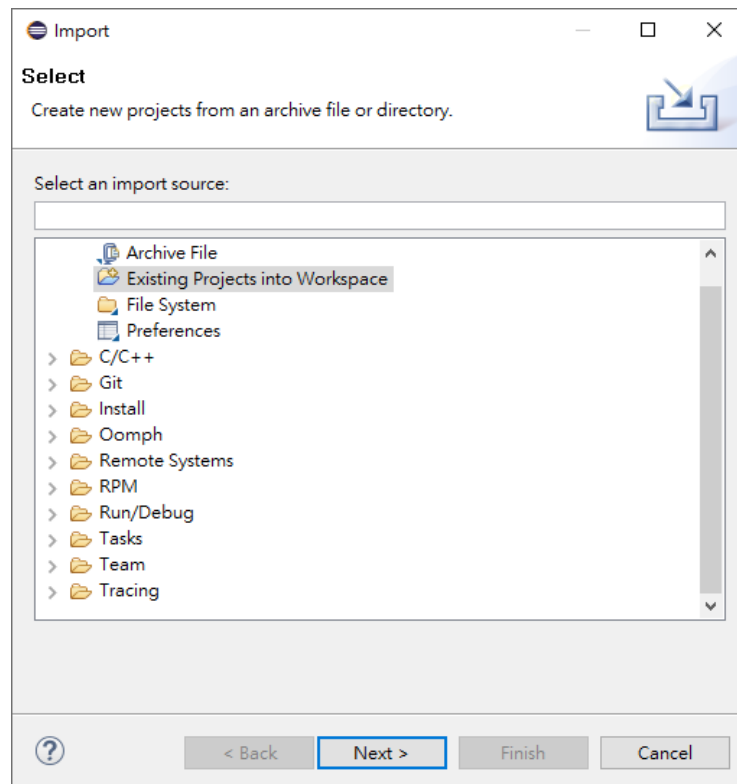 Import
Select
Create new projects from an archive file or directory.
Select an import source:
Archive File
Existing Projects into Workspace
File System
Preferences
C/C++
Git
Install
Oomph
Remote Systems
RPM
Run/Debug
Tasks
Team
Tracing
? < Back Next > Finish Cancel